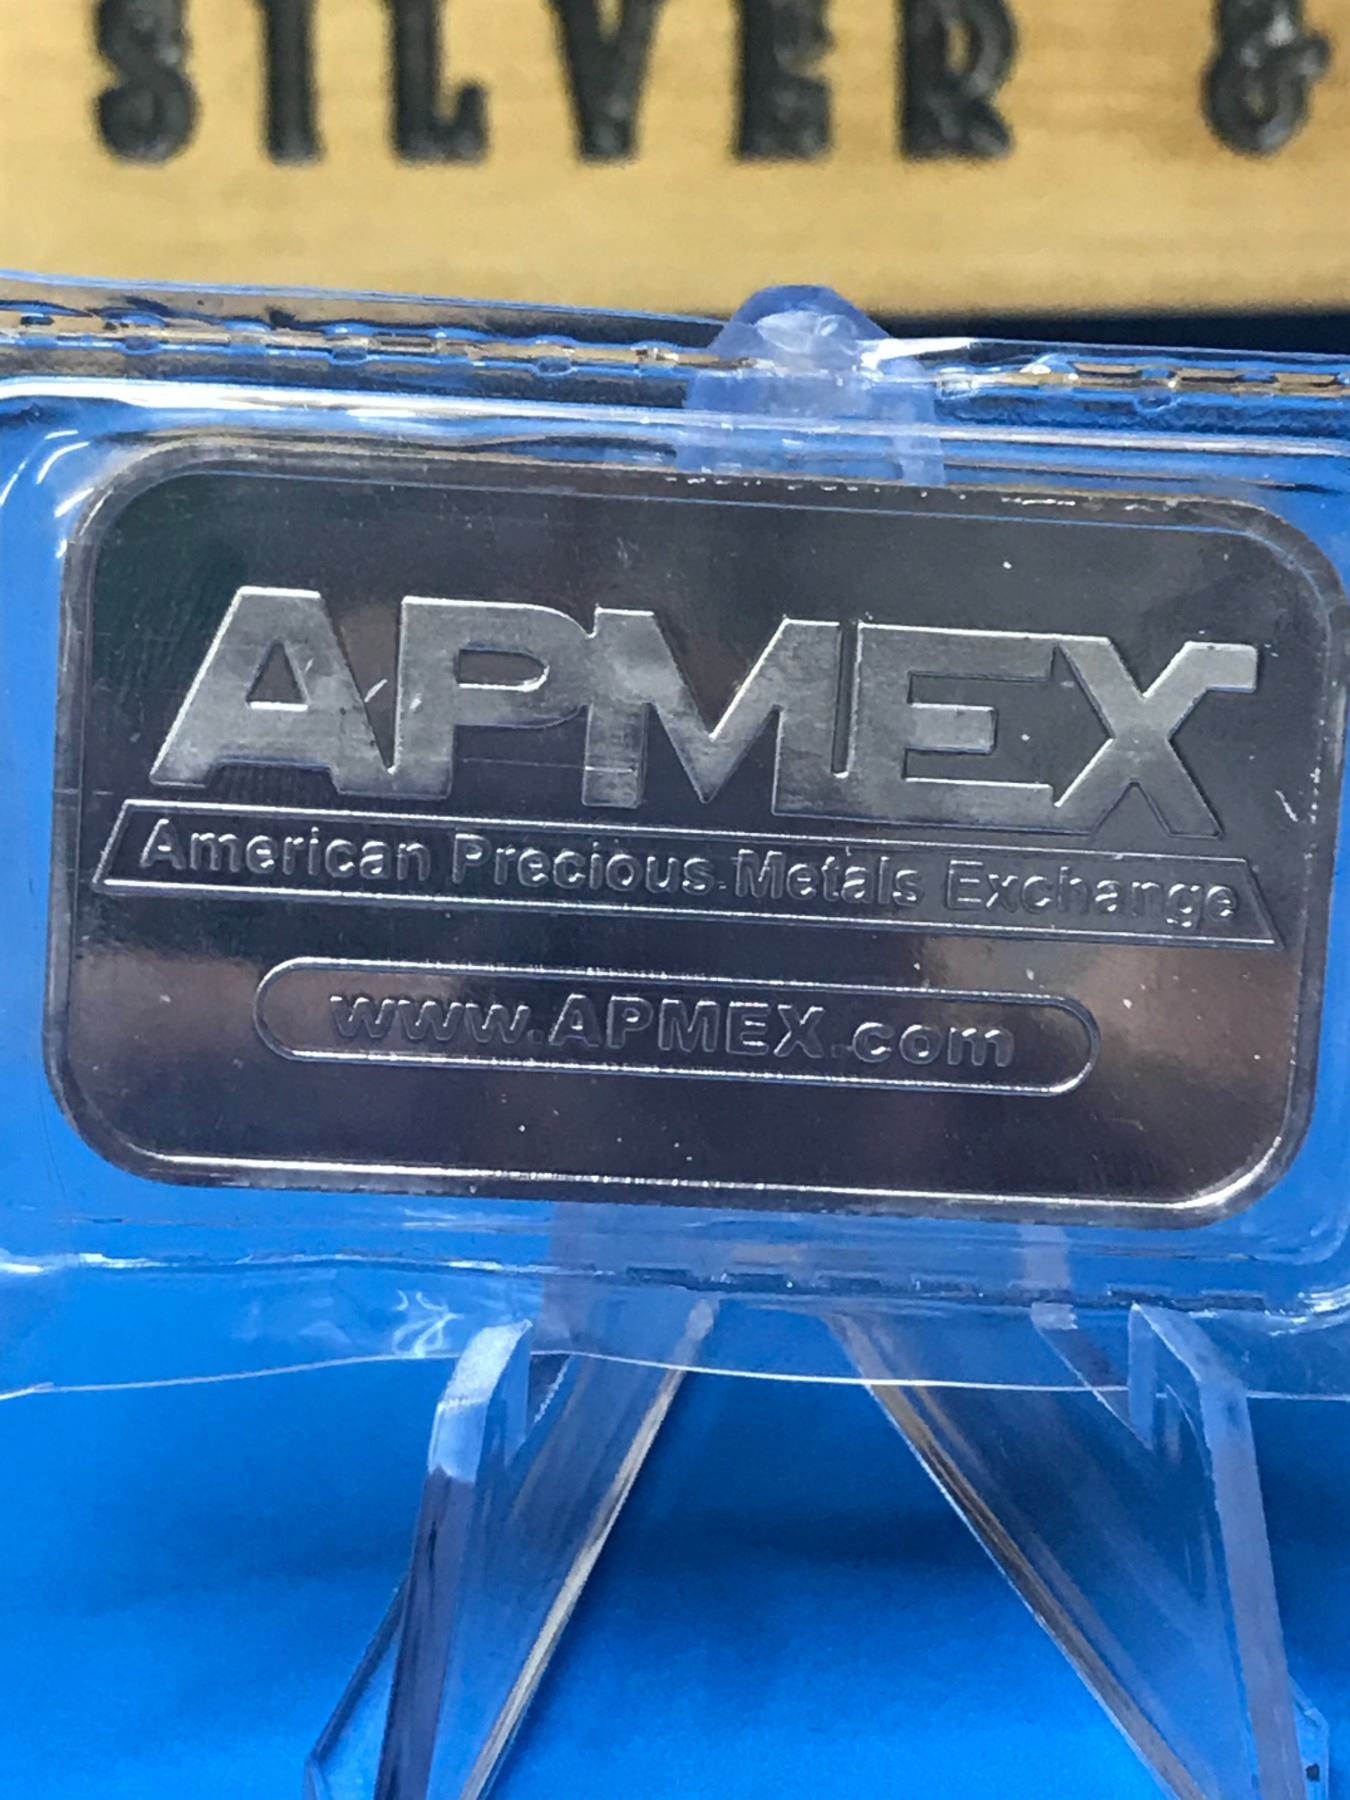 SILVER &
APMEX
American Precious Metals Exchange
www.APMEX.com